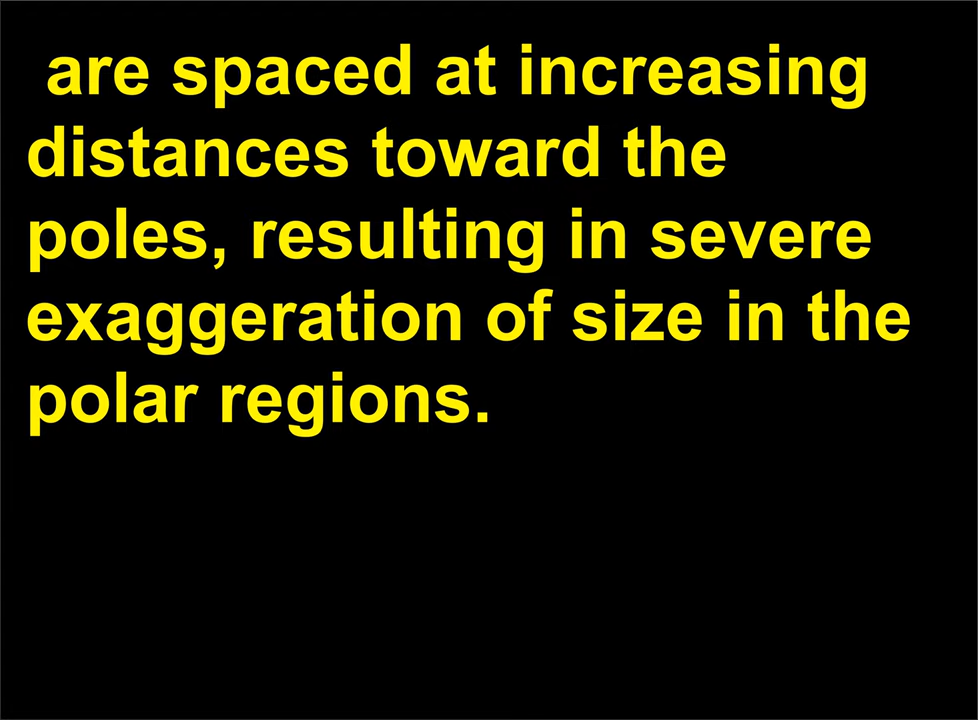 are spaced at increasing
distances toward the
poles, resulting in severe
exaggeration of size in the
polar regions.